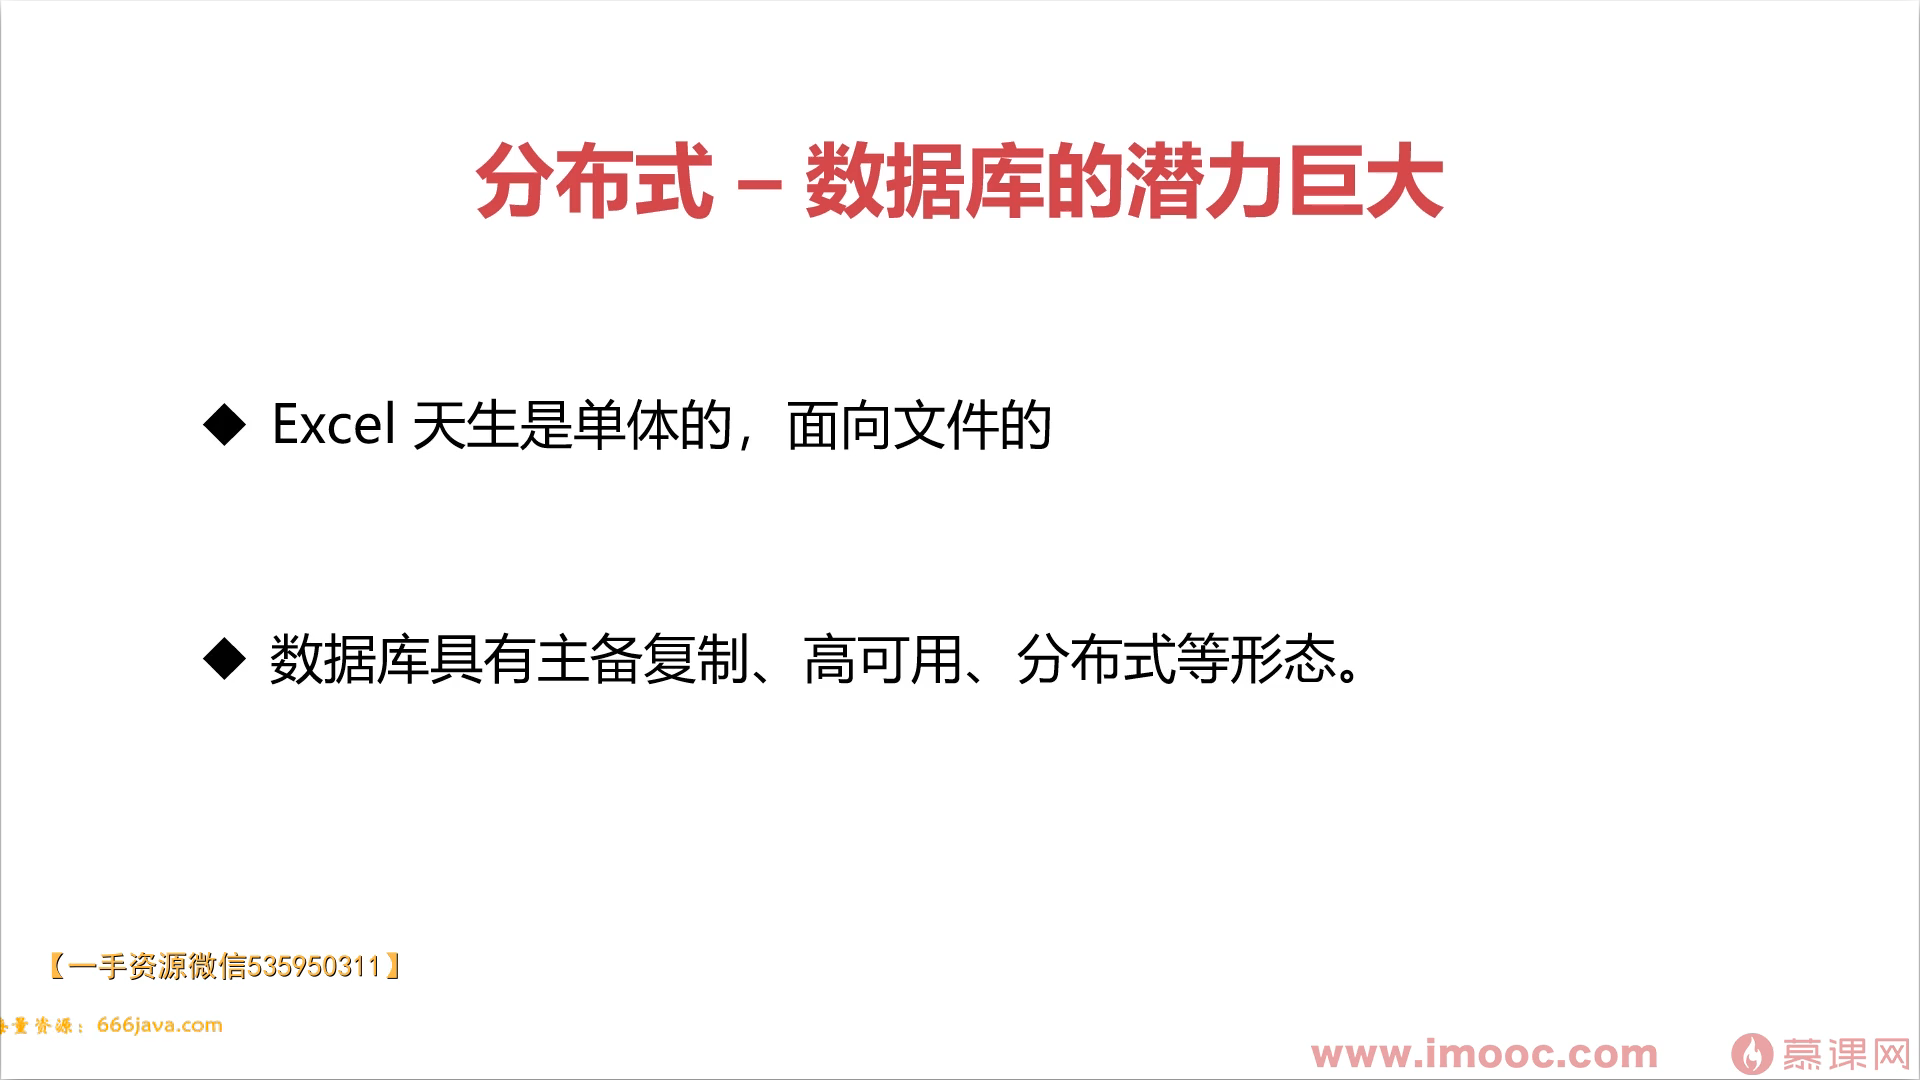 分布式 – 数据库的潜力巨大
◆ Excel 天生是单体的，面向文件的
◆ 数据库具有主备复制、高可用、分布式等形态。
【一手资源微信535950311】
量资源：666java.com
www.imooc.com 慕课网